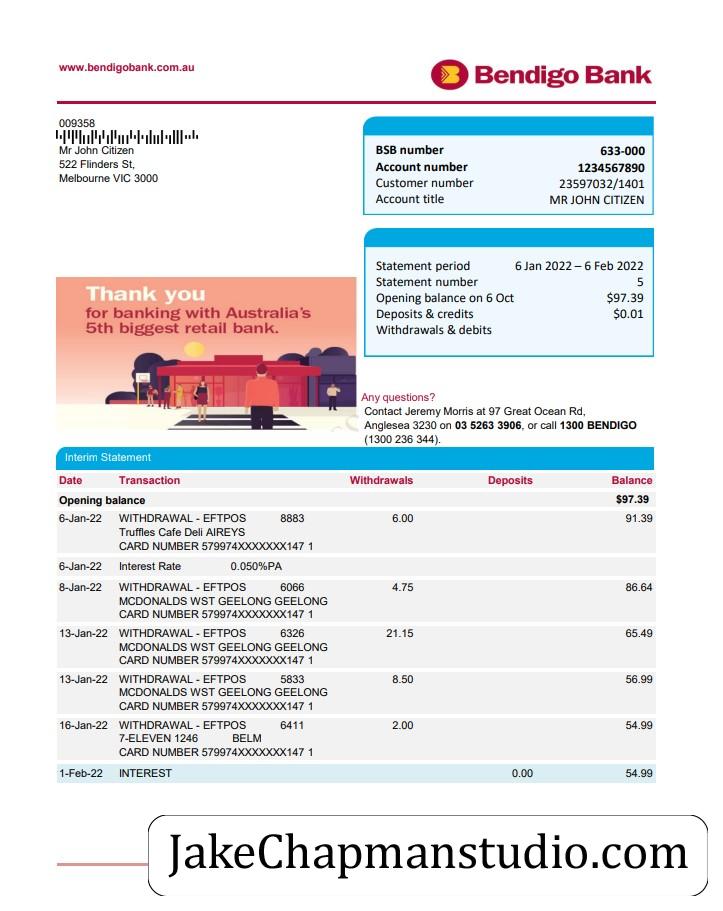 www.bendigobank.com.au
Bendigo Bank
009358
Mr John Citizen
522 Flinders St,
Melbourne VIC 3000
BSB number 633-000
Account number 1234567890
Customer number 23597032/1401
Account title MR JOHN CITIZEN
Statement period 6 Jan 2022 – 6 Feb 2022
Statement number 5
Opening balance on 6 Oct $97.39
Deposits & credits $0.01
Withdrawals & debits
Thank you
for banking with Australia's
5th biggest retail bank.
Any questions?
Contact Jeremy Morris at 97 Great Ocean Rd,
Anglesea 3230 on 03 5263 3906, or call 1300 BENDIGO
(1300 236 344).
Interim Statement
Date Transaction Withdrawals Deposits Balance
Opening balance $97.39
6-Jan-22 WITHDRAWAL - EFTPOS 8883 6.00 91.39
Truffles Cafe Deli AIREYS
CARD NUMBER 579974XXXXXXX147 1
6-Jan-22 Interest Rate 0.050%PA
8-Jan-22 WITHDRAWAL - EFTPOS 6066 4.75 86.64
MCDONALDS WST GEELONG GEELONG
CARD NUMBER 579974XXXXXXX147 1
13-Jan-22 WITHDRAWAL - EFTPOS 6326 21.15 65.49
MCDONALDS WST GEELONG GEELONG
CARD NUMBER 579974XXXXXXX147 1
13-Jan-22 WITHDRAWAL - EFTPOS 5833 8.50 56.99
MCDONALDS WST GEELONG GEELONG
CARD NUMBER 579974XXXXXXX147 1
16-Jan-22 WITHDRAWAL - EFTPOS 6411 2.00 54.99
7-ELEVEN 1246 BELM
CARD NUMBER 579974XXXXXXX147 1
1-Feb-22 INTEREST 0.00 54.99
JakeChapmanstudio.com